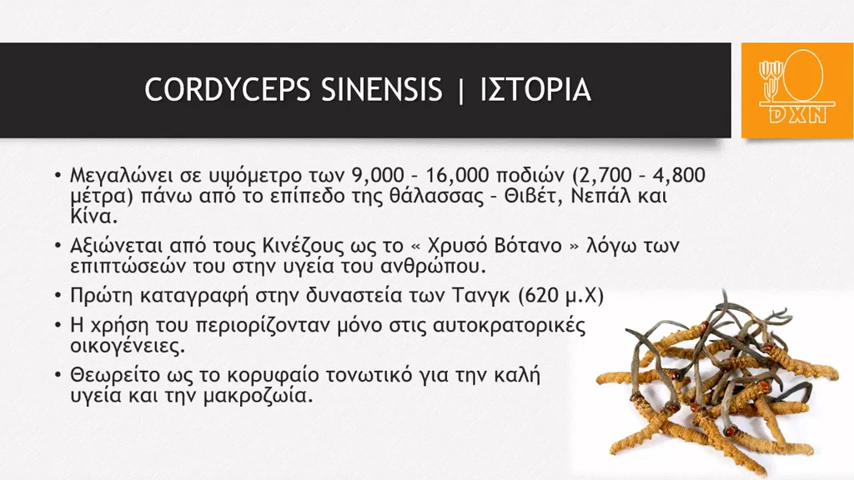 CORDYCEPS SINENSIS | ΙΣΤΟΡΙΑ
DXN
• Μεγαλώνει σε υψόμετρο των 9,000 – 16,000 ποδιών (2,700 – 4,800
μέτρα) πάνω από το επίπεδο της θάλασσας – Θιβέτ, Νεπάλ και
Κίνα.
• Αξιώνεται από τους Κινέζους ως το « Χρυσό Βότανο » λόγω των
επιπτώσεών του στην υγεία του ανθρώπου.
• Πρώτη καταγραφή στην δυναστεία των Τανγκ (620 μ.Χ)
• Η χρήση του περιορίζονταν μόνο στις αυτοκρατορικές
οικογένειες.
• Θεωρείτο ως το κορυφαίο τονωτικό για την καλή
υγεία και την μακροζωία.